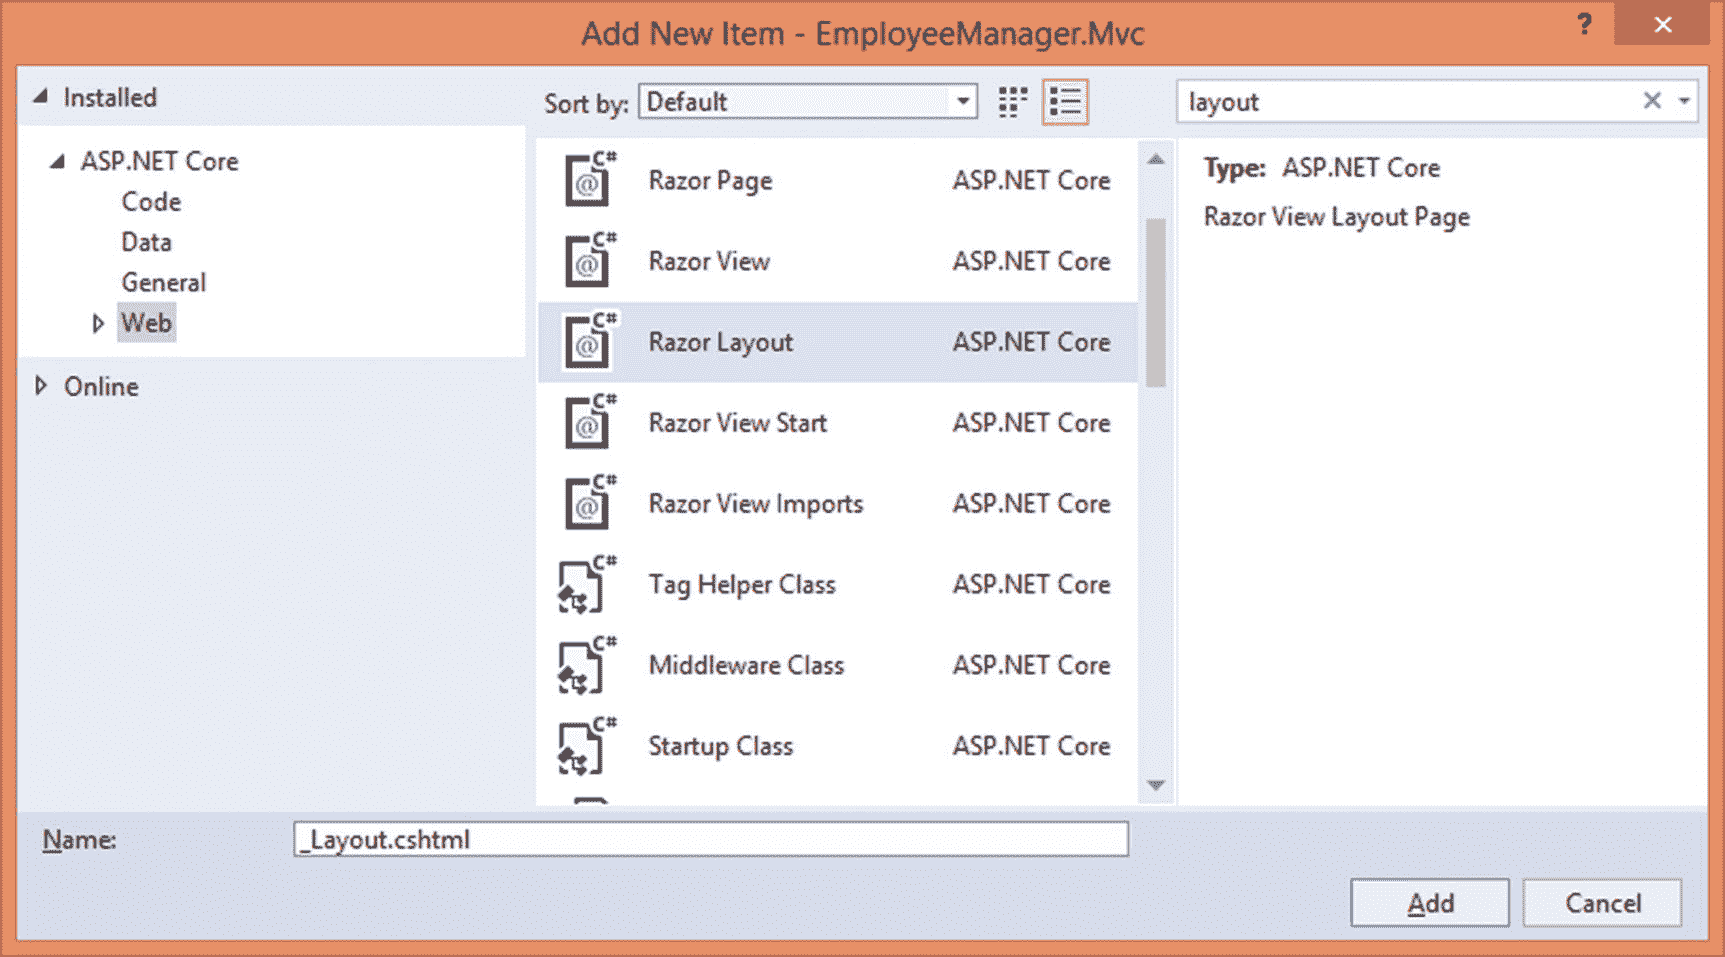 Add New Item - EmployeeManager.Mvc
?
Installed
Sort by: Default
layout
ASP.NET Core
Code
Data
General
Web
Online
C# @ Razor Page ASP.NET Core
C# @ Razor View ASP.NET Core
C# @ Razor Layout ASP.NET Core
C# @ Razor View Start ASP.NET Core
C# @ Razor View Imports ASP.NET Core
C# Tag Helper Class ASP.NET Core
C# Middleware Class ASP.NET Core
C# Startup Class ASP.NET Core
Type: ASP.NET Core
Razor View Layout Page
Name: _Layout.cshtml
Add Cancel